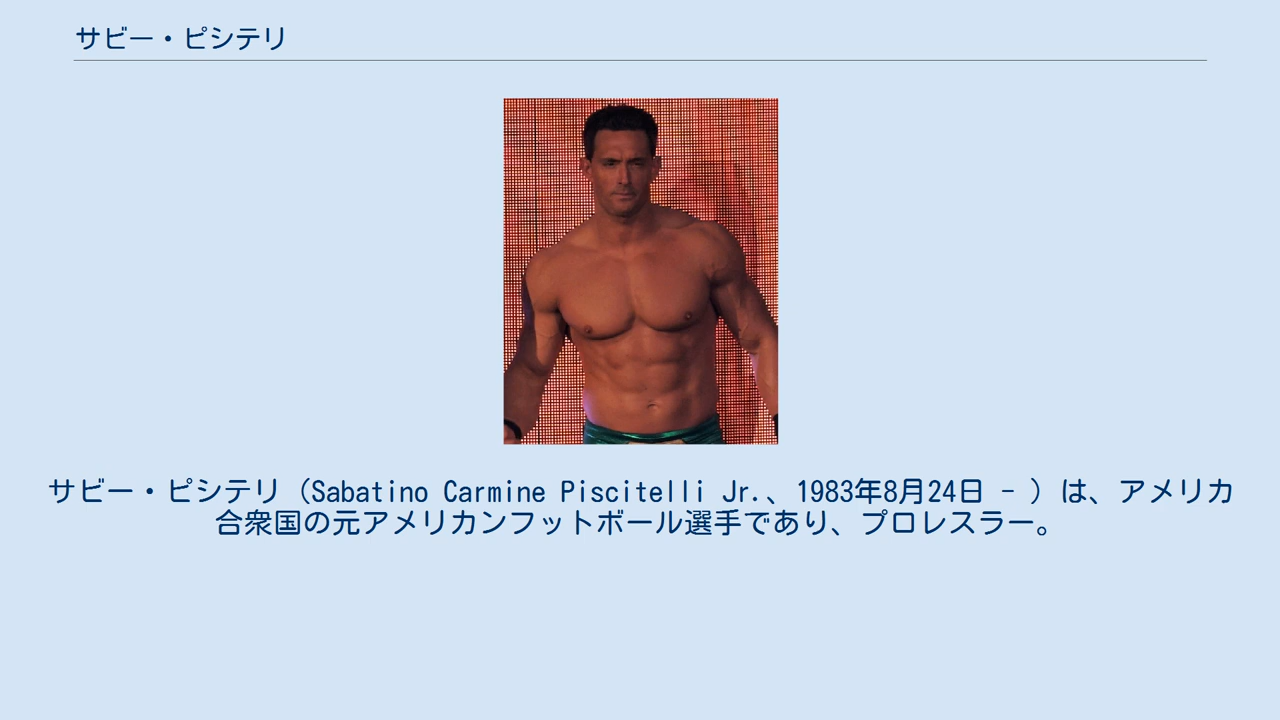 サビー・ピシテリ
サビー・ピシテリ（Sabatino Carmine Piscitelli Jr.、1983年8月24日 - ）は、アメリカ
合衆国の元アメリカンフットボール選手であり、プロレスラー。